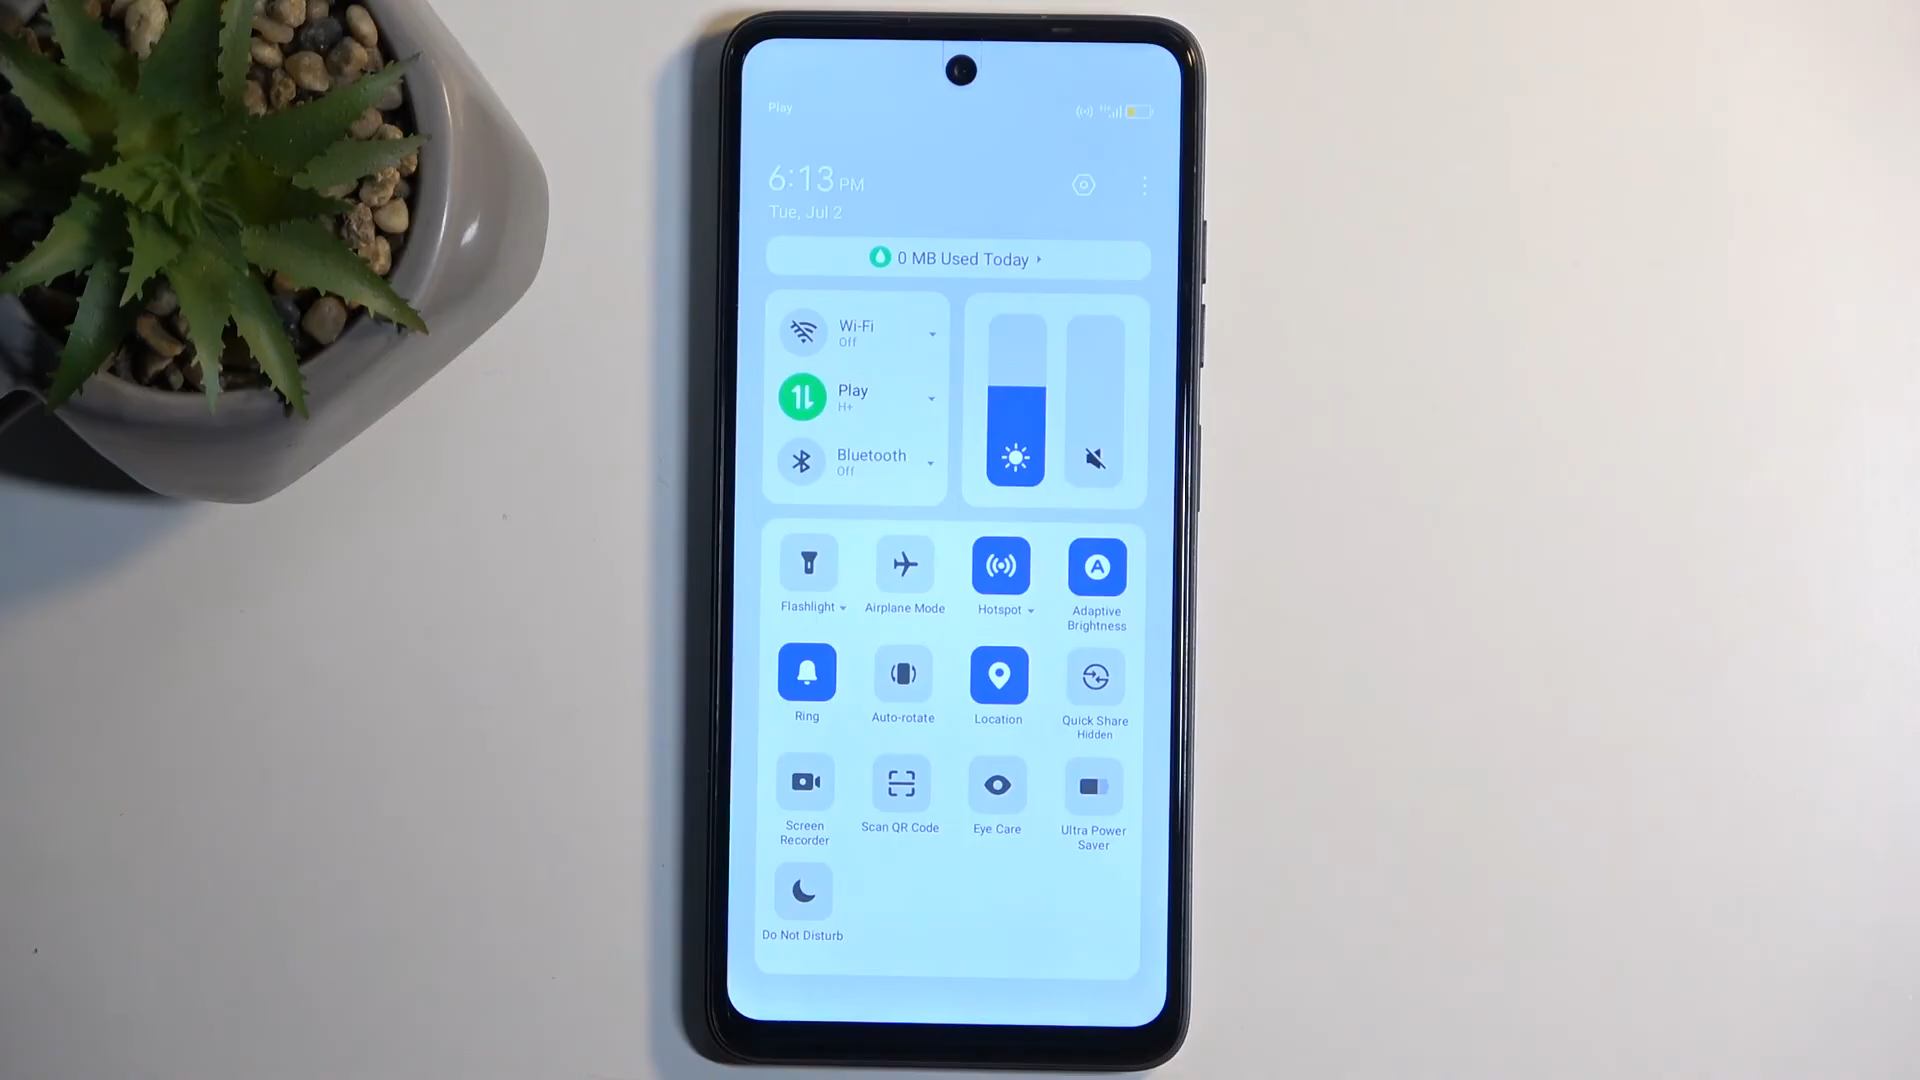 Play
H+
6:13 PM
Tue, Jul 2
0 MB Used Today
Wi-Fi
Off
Play
H+
Bluetooth
Off
Flashlight
Airplane Mode
Hotspot
A
Adaptive
Brightness
Ring
Auto-rotate
Location
Quick Share
Hidden
Screen
Recorder
Scan QR Code
Eye Care
Ultra Power
Saver
Do Not Disturb